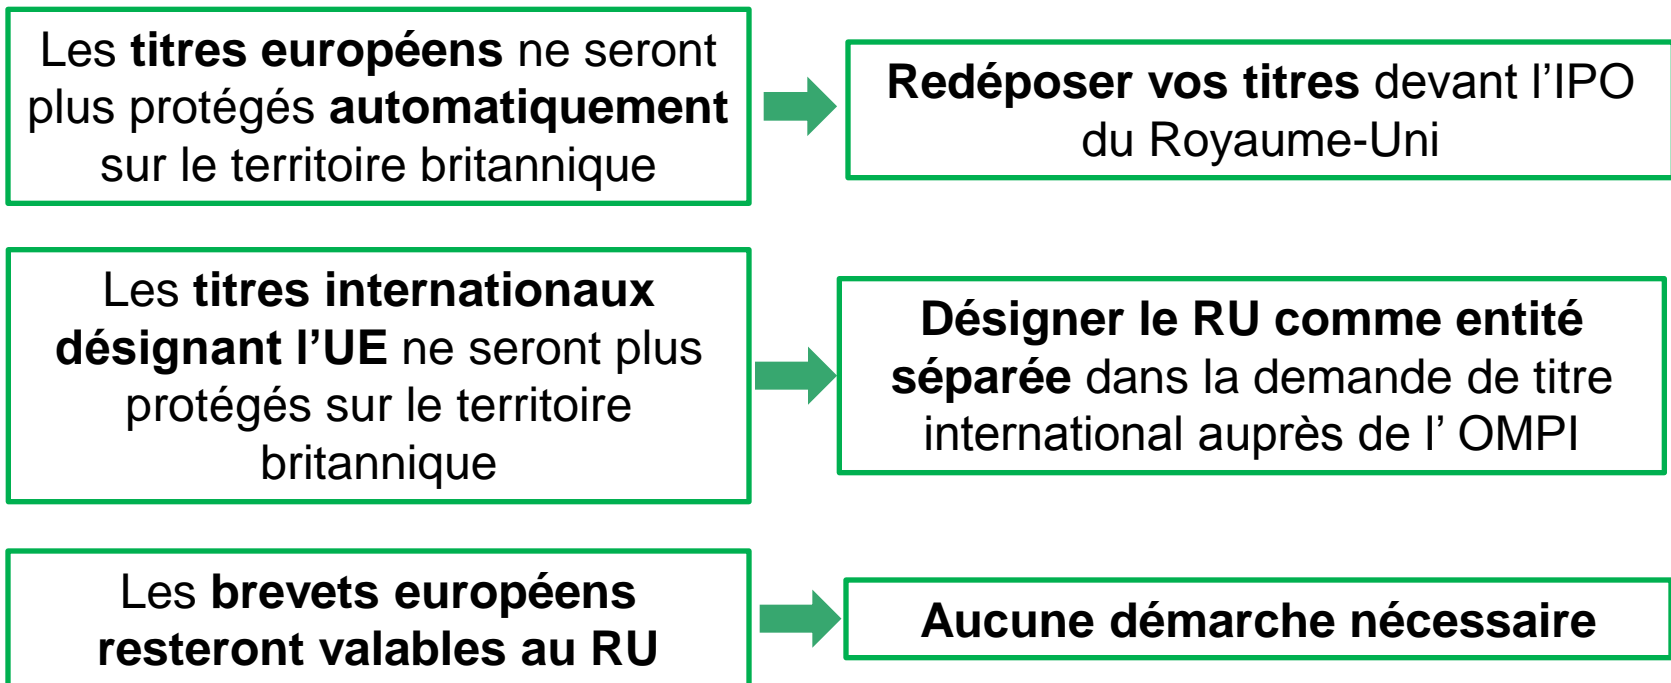 Les titres européens ne seront
plus protégés automatiquement
sur le territoire britannique
Redéposer vos titres devant l'IPO
du Royaume-Uni
Les titres internationaux
désignant l'UE ne seront plus
protégés sur le territoire
britannique
Désigner le RU comme entité
séparée dans la demande de titre
international auprès de l' OMPI
Les brevets européens
resteront valables au RU
Aucune démarche nécessaire